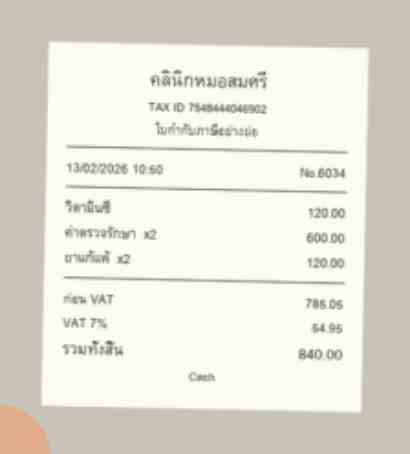 คลินิกหมอสมศรี
TAX ID 7548444046902
ใบกำกับภาษีอย่างย่อ
13/02/2026 10:50 No.6034
วิตามินซี 120.00
ค่าตรวจรักษา x2 600.00
ยาแก้แพ้ x2 120.00
ก่อน VAT 785.05
VAT 7% 54.95
รวมทั้งสิ้น 840.00
Cash